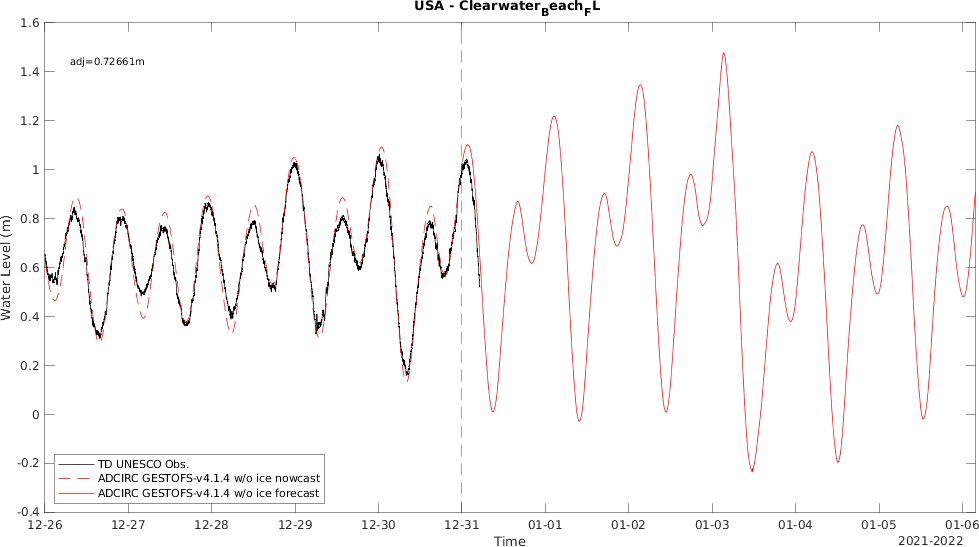 USA - Clearwater_Beach_FL
adj=0.72661m
1.6
1.4
1.2
1
0.8
0.6
0.4
0.2
0
-0.2
-0.4
Water Level (m)
TD UNESCO Obs.
ADCIRC GESTOFS-v4.1.4 w/o ice nowcast
ADCIRC GESTOFS-v4.1.4 w/o ice forecast
12-26 12-27 12-28 12-29 12-30 12-31 01-01 01-02 01-03 01-04 01-05 01-06
Time
2021-2022